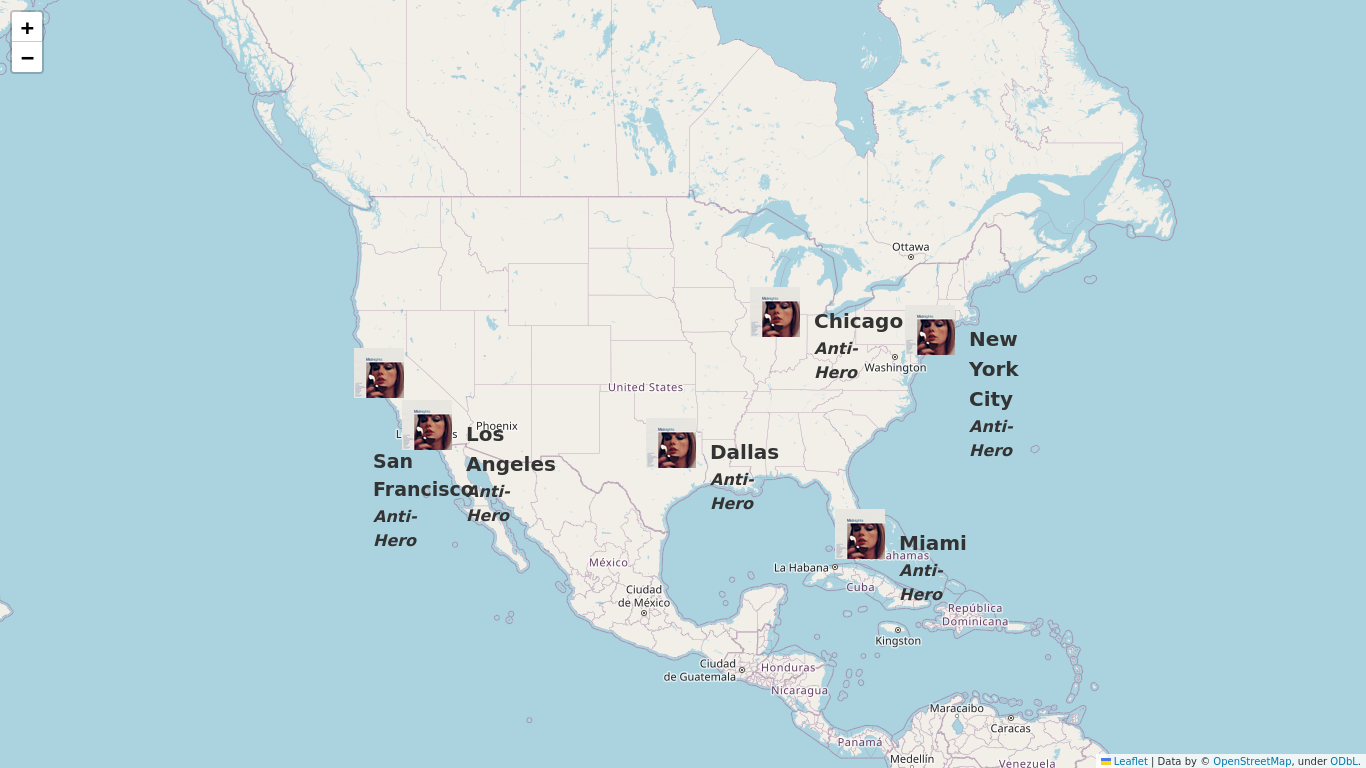 +
−
Ottawa
Chicago
Anti-
Hero
New
York
City
Anti-
Hero
Washington
United States
Phoenix
Los
Angeles
Anti-
Hero
San
Francisco
Anti-
Hero
Dallas
Anti-
Hero
Miami
Anti-
Hero
México
La Habana
Cuba
Ciudad
de México
República
Dominicana
Kingston
Ciudad
de Guatemala
Honduras
Nicaragua
Maracaibo
Caracas
Panamá
Medellín
Venezuela
Leaflet | Data by © OpenStreetMap, under ODbL.